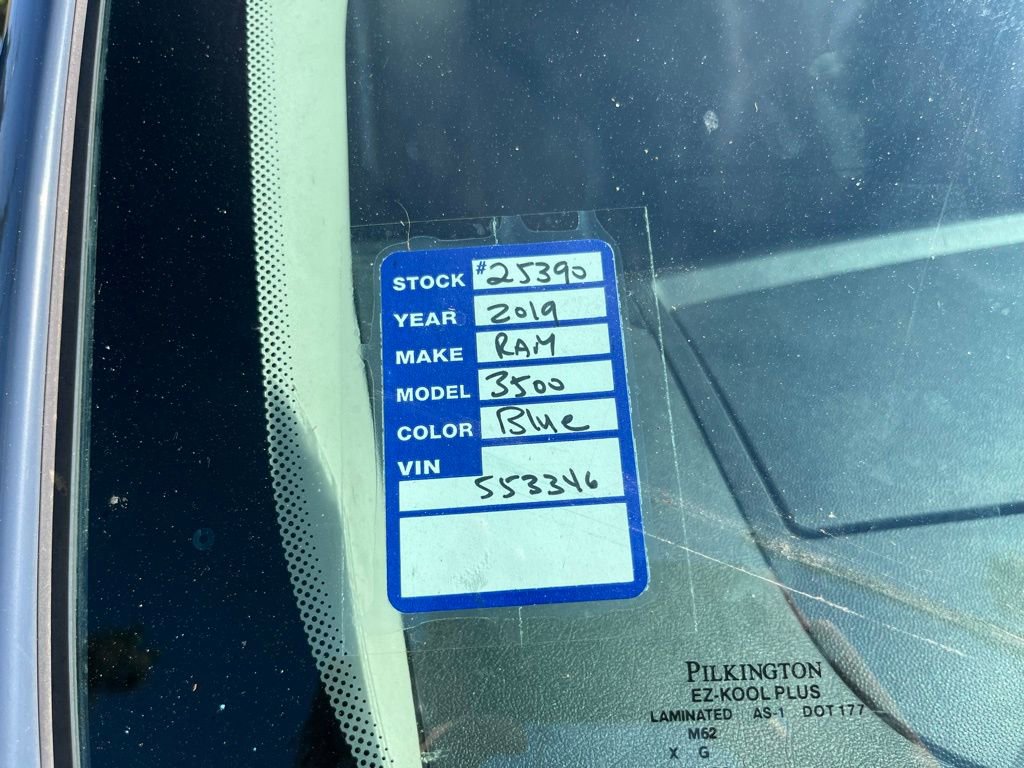 STOCK #25390
YEAR 2019
MAKE RAM
MODEL 3500
COLOR Blue
VIN
553346
PILKINGTON
EZ-KOOL PLUS
LAMINATED AS-1 DOT 177
M62
X G